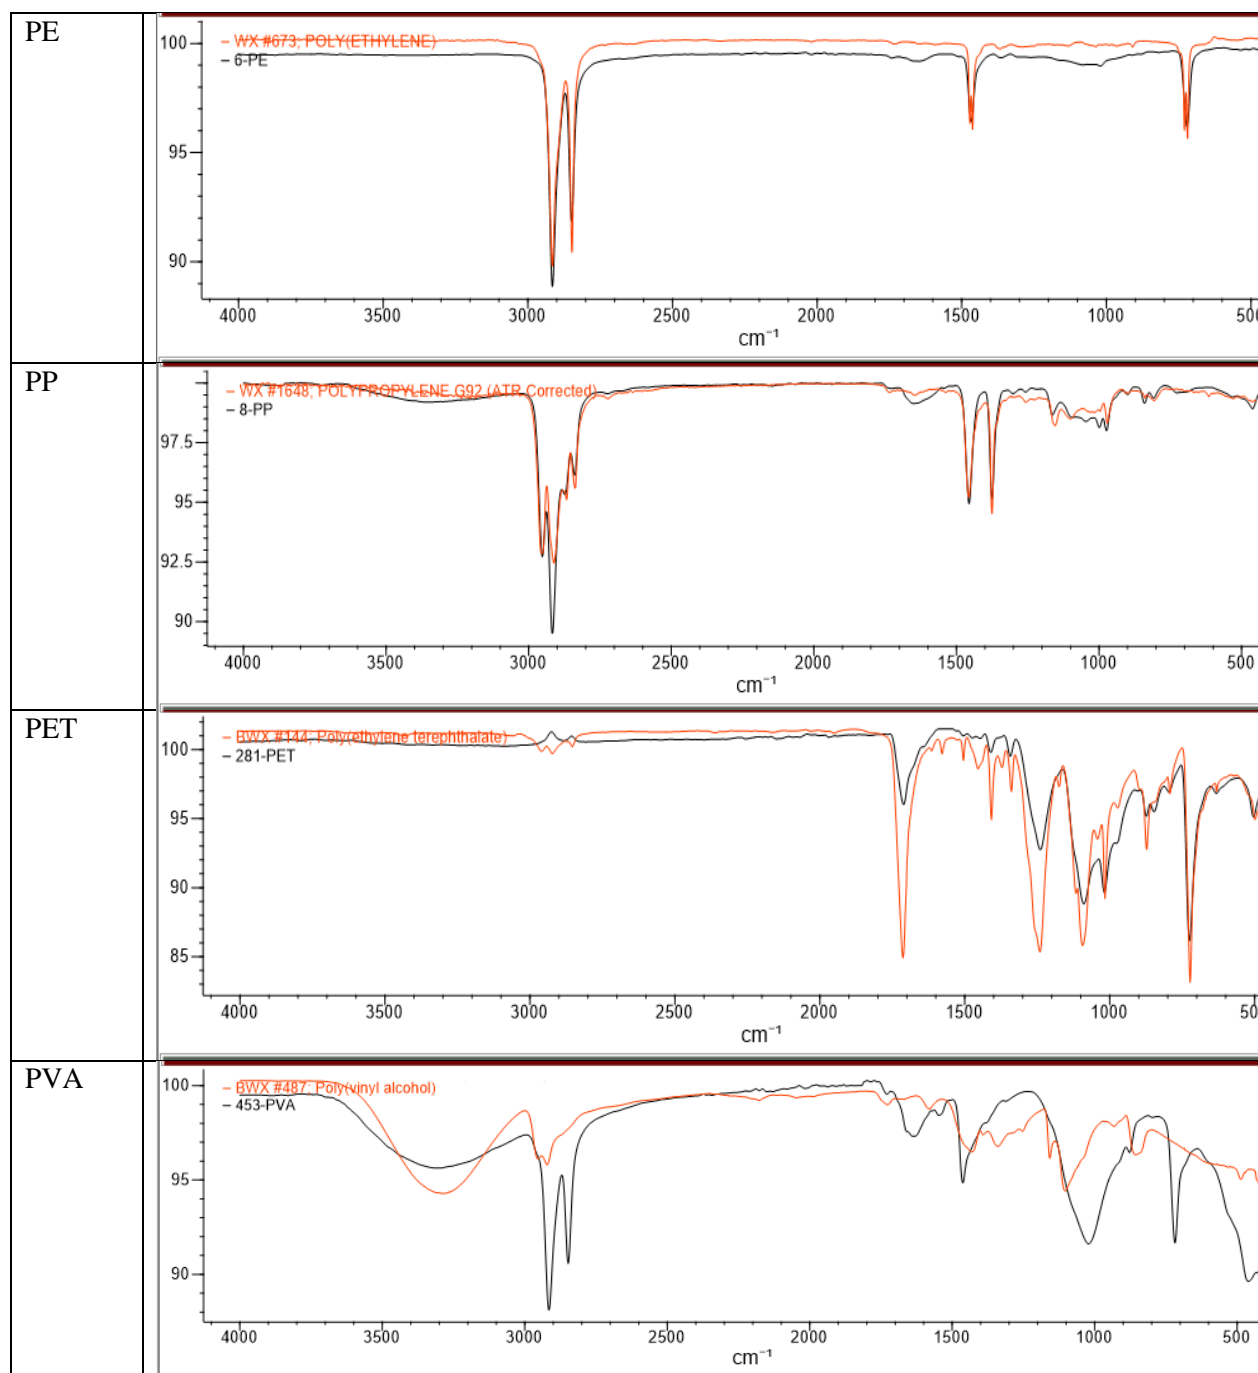 PE
WX #673; POLY(ETHYLENE)
6-PE
100
95
90
4000 3500 3000 2500 2000 1500 1000 50
cm⁻¹
PP
WX #1648; POLYPROPYLENE G92 (ATR Corrected)
8-PP
97.5
95
92.5
90
4000 3500 3000 2500 2000 1500 1000 500
cm⁻¹
PET
BWX #144; Poly(ethylene terephthalate)
281-PET
100
95
90
85
4000 3500 3000 2500 2000 1500 1000 500
cm⁻¹
PVA
BWX #487; Poly(vinyl alcohol)
453-PVA
100
95
90
4000 3500 3000 2500 2000 1500 1000 500
cm⁻¹